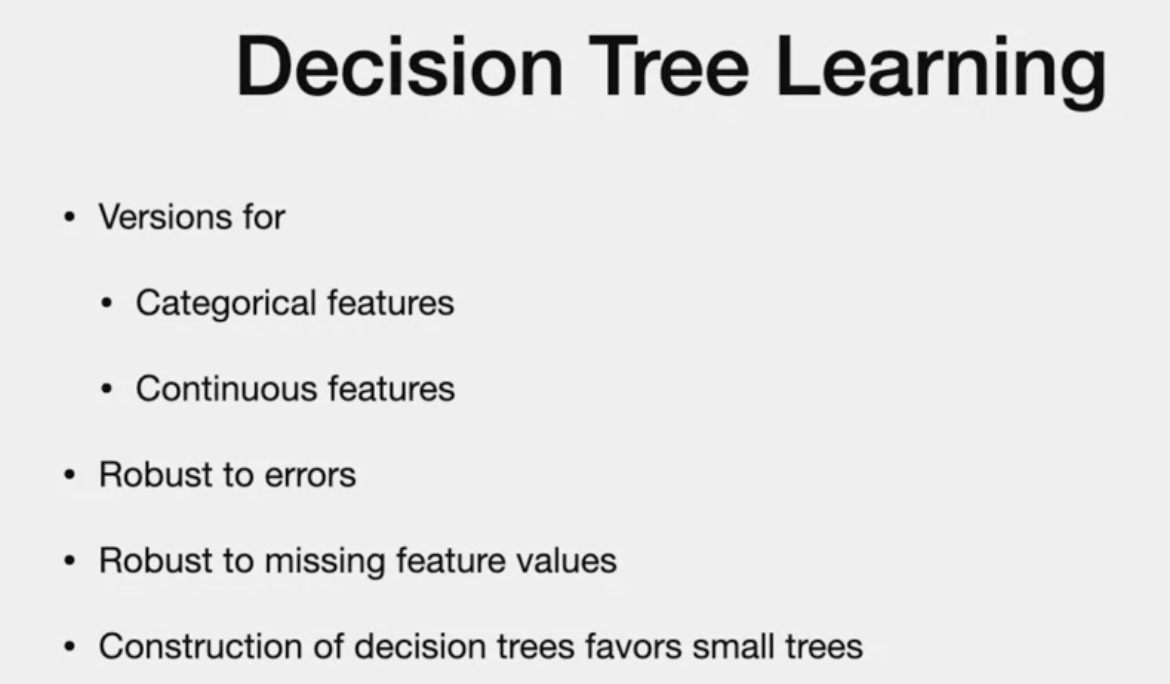 Decision Tree Learning
• Versions for
• Categorical features
• Continuous features
• Robust to errors
• Robust to missing feature values
• Construction of decision trees favors small trees